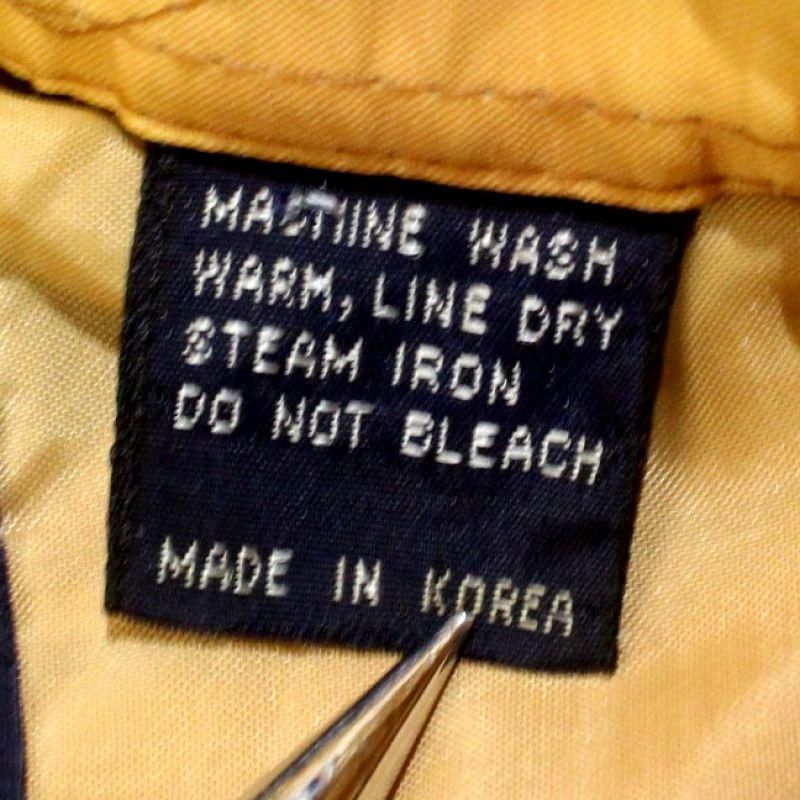 MACHINE WASH
WARM, LINE DRY
STEAM IRON
DO NOT BLEACH
MADE IN KOREA